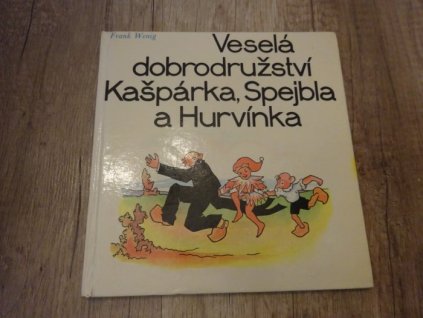 Frank Wenig
Veselá
dobrodružství
Kašpárka, Spejbla
a Hurvínka